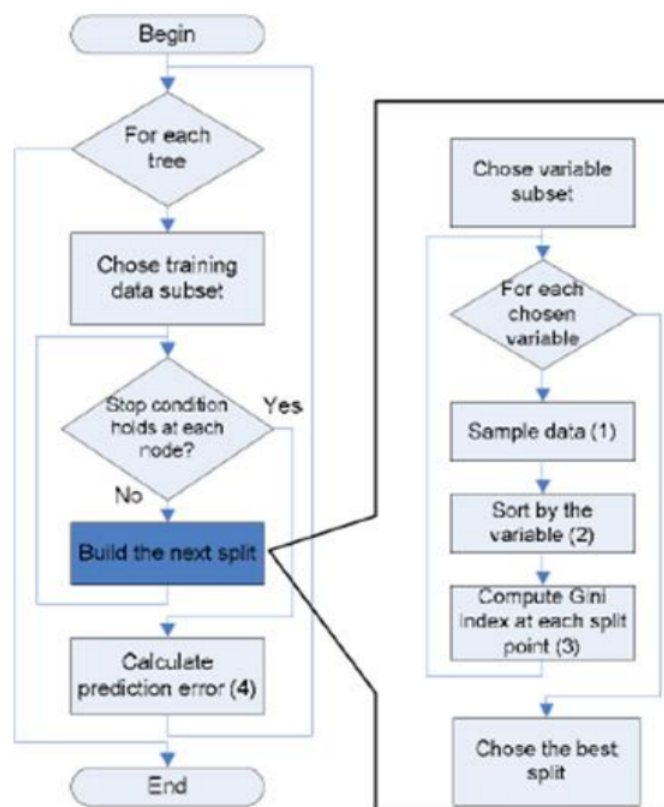 Begin
For each
tree
Chose training
data subset
Stop condition
holds at each
node?
Yes
No
Build the next split
Calculate
prediction error (4)
End
Chose variable
subset
For each
chosen
variable
Sample data (1)
Sort by the
variable (2)
Compute Gini
Index at each split
point (3)
Chose the best
split